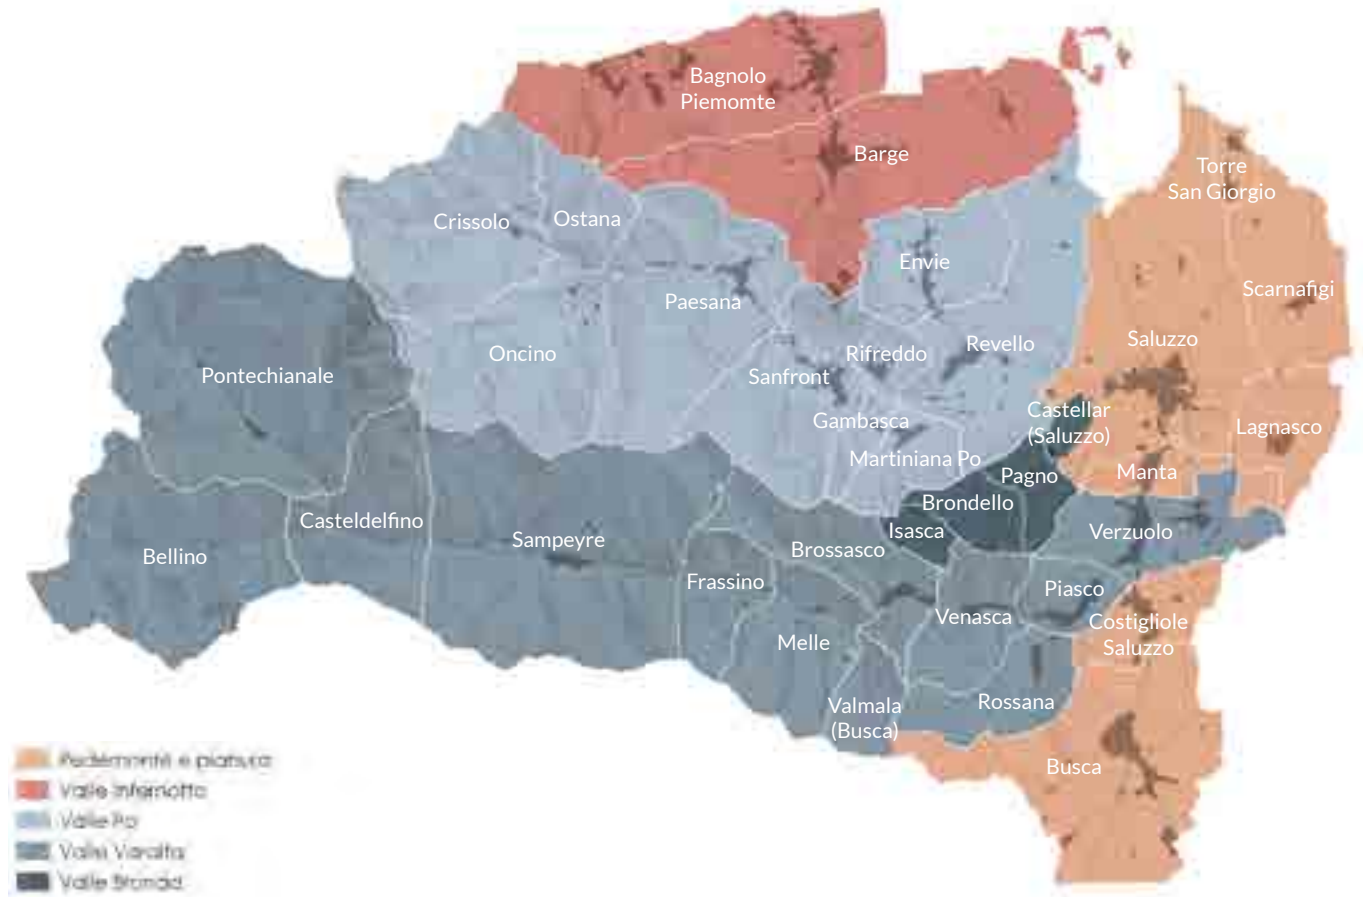 Bagnolo
Piemomte
Barge
Torre
San Giorgio
Crissolo
Ostana
Envie
Scarnafigi
Paesana
Saluzzo
Revello
Rifreddo
Oncino
Pontechianale
Sanfront
Castellar
(Saluzzo)
Gambasca
Lagnasco
Martiniana Po
Manta
Pagno
Brondello
Casteldelfino
Isasca
Verzuolo
Sampeyre
Brossasco
Bellino
Frassino
Piasco
Venasca
Costigliole
Saluzzo
Melle
Rossana
Valmala
(Busca)
Busca
Pedemonte e pianura
Valle Infernotto
Valle Po
Valle Varaita
Valle Bronda